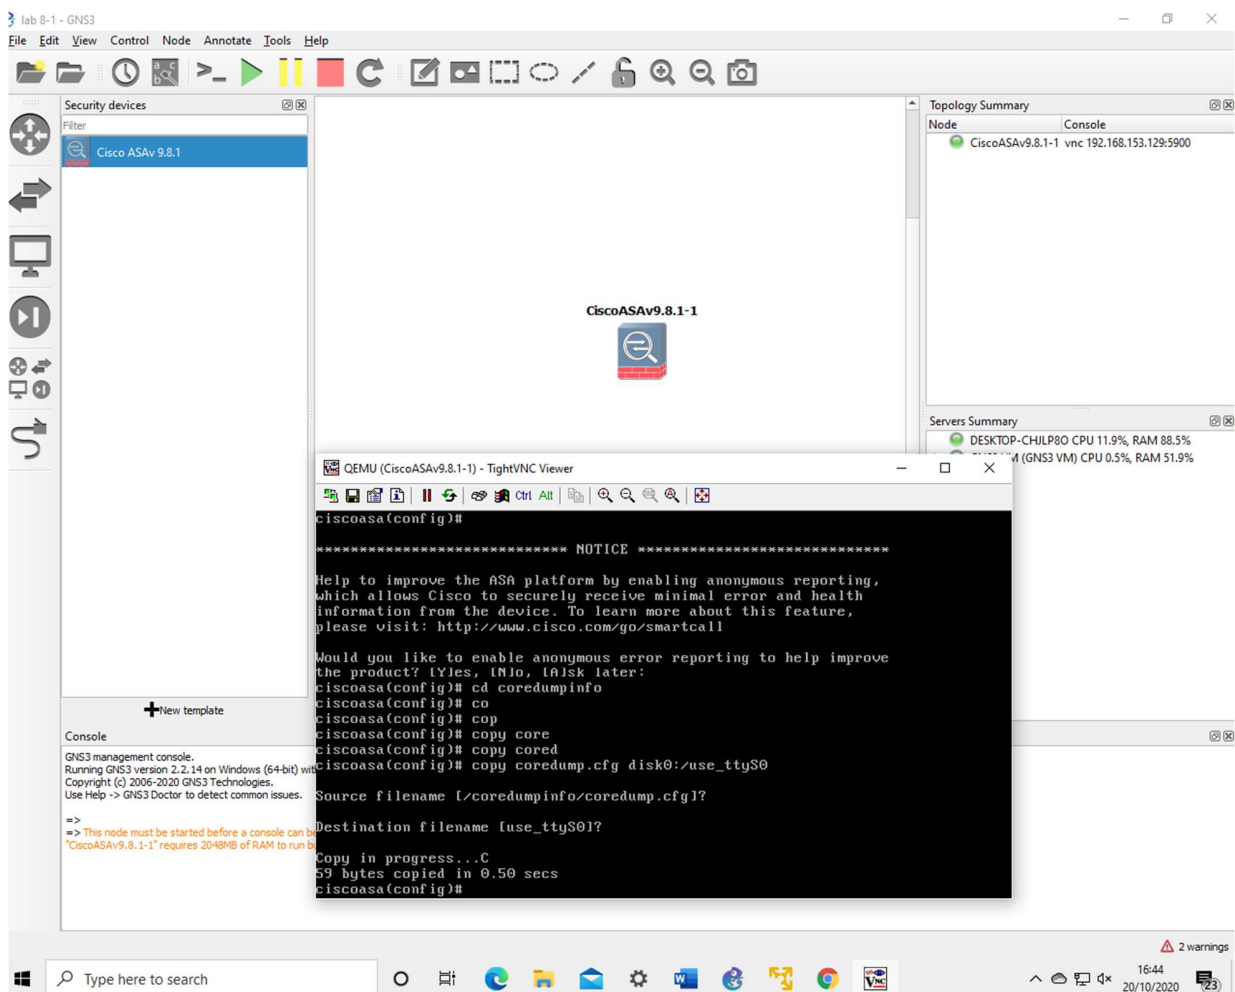 lab 8-1 - GNS3
File Edit View Control Node Annotate Tools Help
Security devices
Filter
Cisco ASAv 9.8.1
New template
CiscoASAv9.8.1-1
Topology Summary
Node Console
CiscoASAv9.8.1-1 vnc 192.168.153.129:5900
Servers Summary
DESKTOP-CHJLP8O CPU 11.9%, RAM 88.5%
(GNS3 VM) CPU 0.5%, RAM 51.9%
QEMU (CiscoASAv9.8.1-1) - TightVNC Viewer
Ctrl Alt
ciscoasa(config)#
***************************** NOTICE *****************************
Help to improve the ASA platform by enabling anonymous reporting,
which allows Cisco to securely receive minimal error and health
information from the device. To learn more about this feature,
please visit: http://www.cisco.com/go/smartcall
Would you like to enable anonymous error reporting to help improve
the product? [Y]es, [N]o, [A]sk later:
ciscoasa(config)# cd coredumpinfo
ciscoasa(config)# co
ciscoasa(config)# cop
ciscoasa(config)# copy core
ciscoasa(config)# copy cored
ciscoasa(config)# copy coredump.cfg disk0:/use_ttyS0
Source filename [/coredumpinfo/coredump.cfg]?
Destination filename [use_ttyS0]?
Copy in progress...C
59 bytes copied in 0.50 secs
ciscoasa(config)#
Console
GNS3 management console.
Running GNS3 version 2.2.14 on Windows (64-bit)
Copyright (c) 2006-2020 GNS3 Technologies.
Use Help -> GNS3 Doctor to detect common issues.
=>
=> This node must be started before a console can
"CiscoASAv9.8.1-1" requires 2048MB of RAM to run
2 warnings
Type here to search
16:44
20/10/2020
23